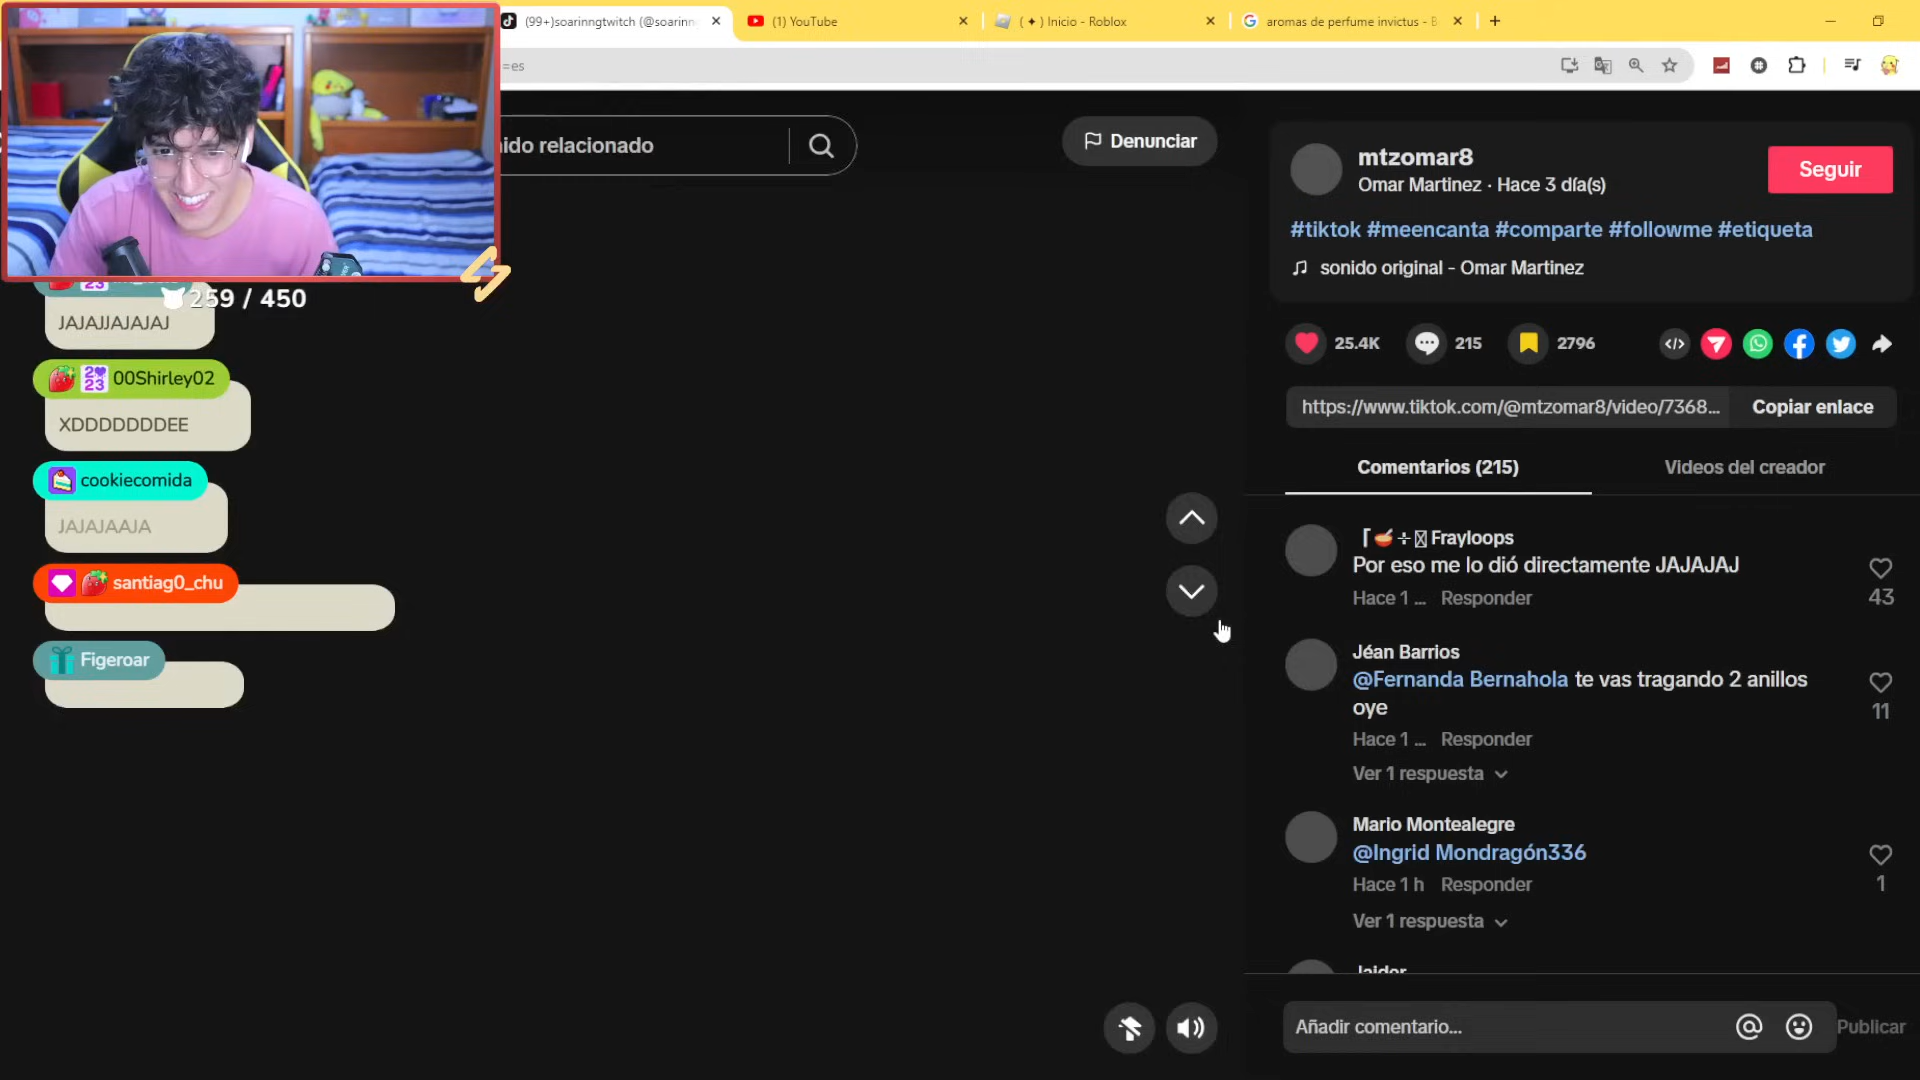 (99+)soarinngtwitch (@soarinn
(1) YouTube
( ✦ ) Inicio - Roblox
aromas de perfume invictus - B
=es
ido relacionado
Denunciar
mtzomar8
Omar Martinez · Hace 3 día(s)
Seguir
#tiktok #meencanta #comparte #followme #etiqueta
sonido original - Omar Martinez
25.4K
215
2796
https://www.tiktok.com/@mtzomar8/video/7368...
Copiar enlace
Comentarios (215)
Videos del creador
Frayloops
Por eso me lo dió directamente JAJAJAJ
Hace 1 ...
Responder
43
Jéan Barrios
@Fernanda Bernahola te vas tragando 2 anillos
oye
Hace 1 ...
Responder
11
Ver 1 respuesta
Mario Montealegre
@Ingrid Mondragón336
Hace 1 h
Responder
1
Ver 1 respuesta
Jaider
Añadir comentario...
Publicar
259 / 450
JAJAJJAJAJAJ
00Shirley02
XDDDDDDDEE
cookiecomida
JAJAJAAJA
santiag0_chu
Figeroar